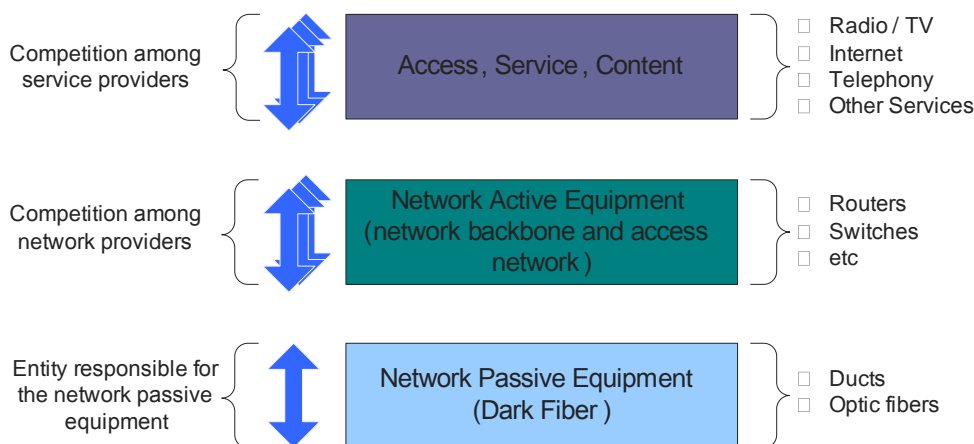 Competition among
service providers
Access , Service , Content
Radio / TV
Internet
Telephony
Other Services
Competition among
network providers
Network Active Equipment
(network backbone and access
network )
Routers
Switches
etc
Entity responsible for
the network passive
equipment
Network Passive Equipment
(Dark Fiber )
Ducts
Optic fibers